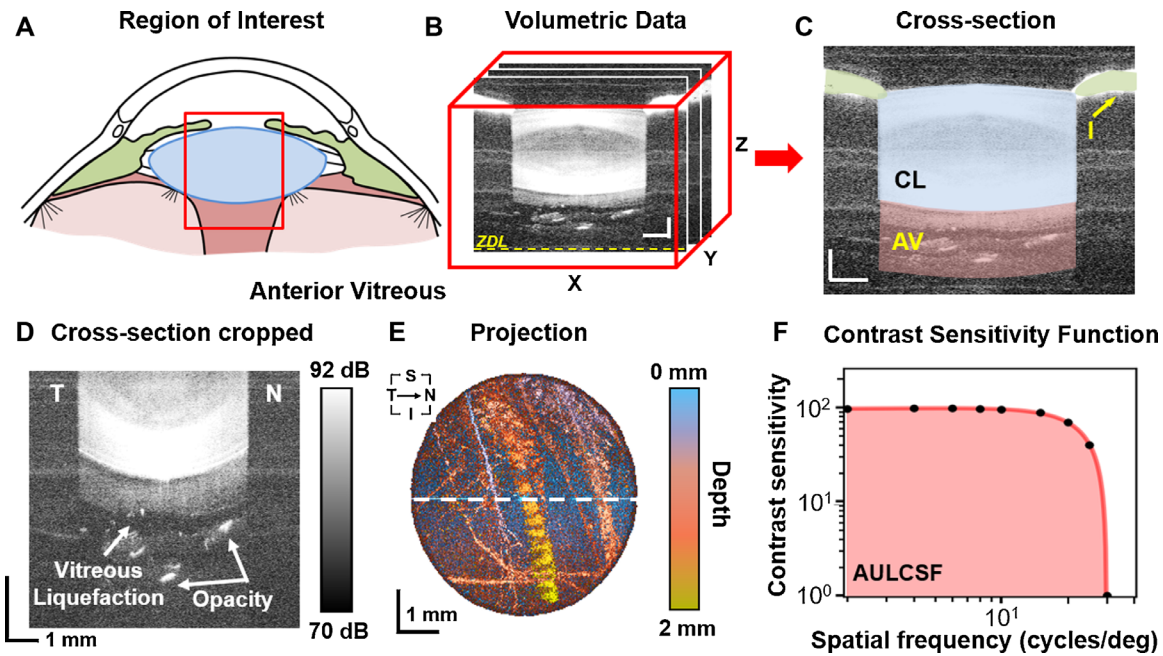 A
Region of Interest
B
Volumetric Data
C
Cross-section
ZDL
X
Y
Z
CL
AV
I
Anterior Vitreous
D
Cross-section cropped
T
N
Vitreous
Liquefaction
Opacity
1 mm
92 dB
70 dB
E
Projection
S
T
N
I
1 mm
0 mm
Depth
2 mm
F
Contrast Sensitivity Function
Contrast sensitivity
10²
10¹
10⁰
AULCSF
10¹
Spatial frequency (cycles/deg)